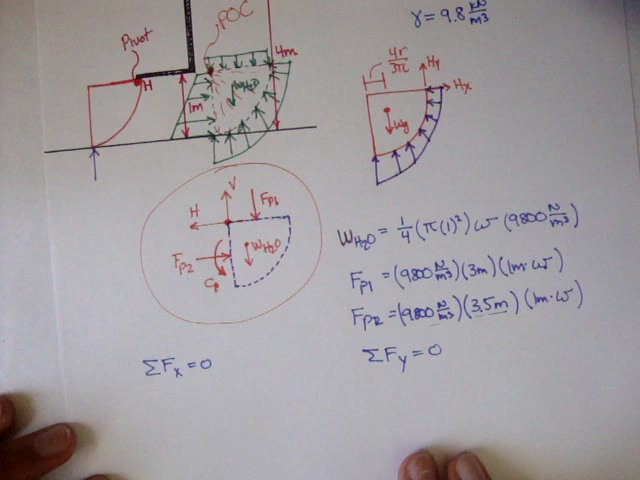 POC
γ = 9.8 kN/m³
Pivot
4m
H
1m
WH₂O
4r/3π
Hy
Hx
Wg
V
H
Fp1
Fp2
WH₂O
Cp
WH₂O = 1/4 (π(1)²) w (9800 N/m³)
Fp1 = (9800 N/m³)(3m)(1m·w)
Fp2 = (9800 N/m³)(3.5m)(1m·w)
ΣFx = 0
ΣFy = 0